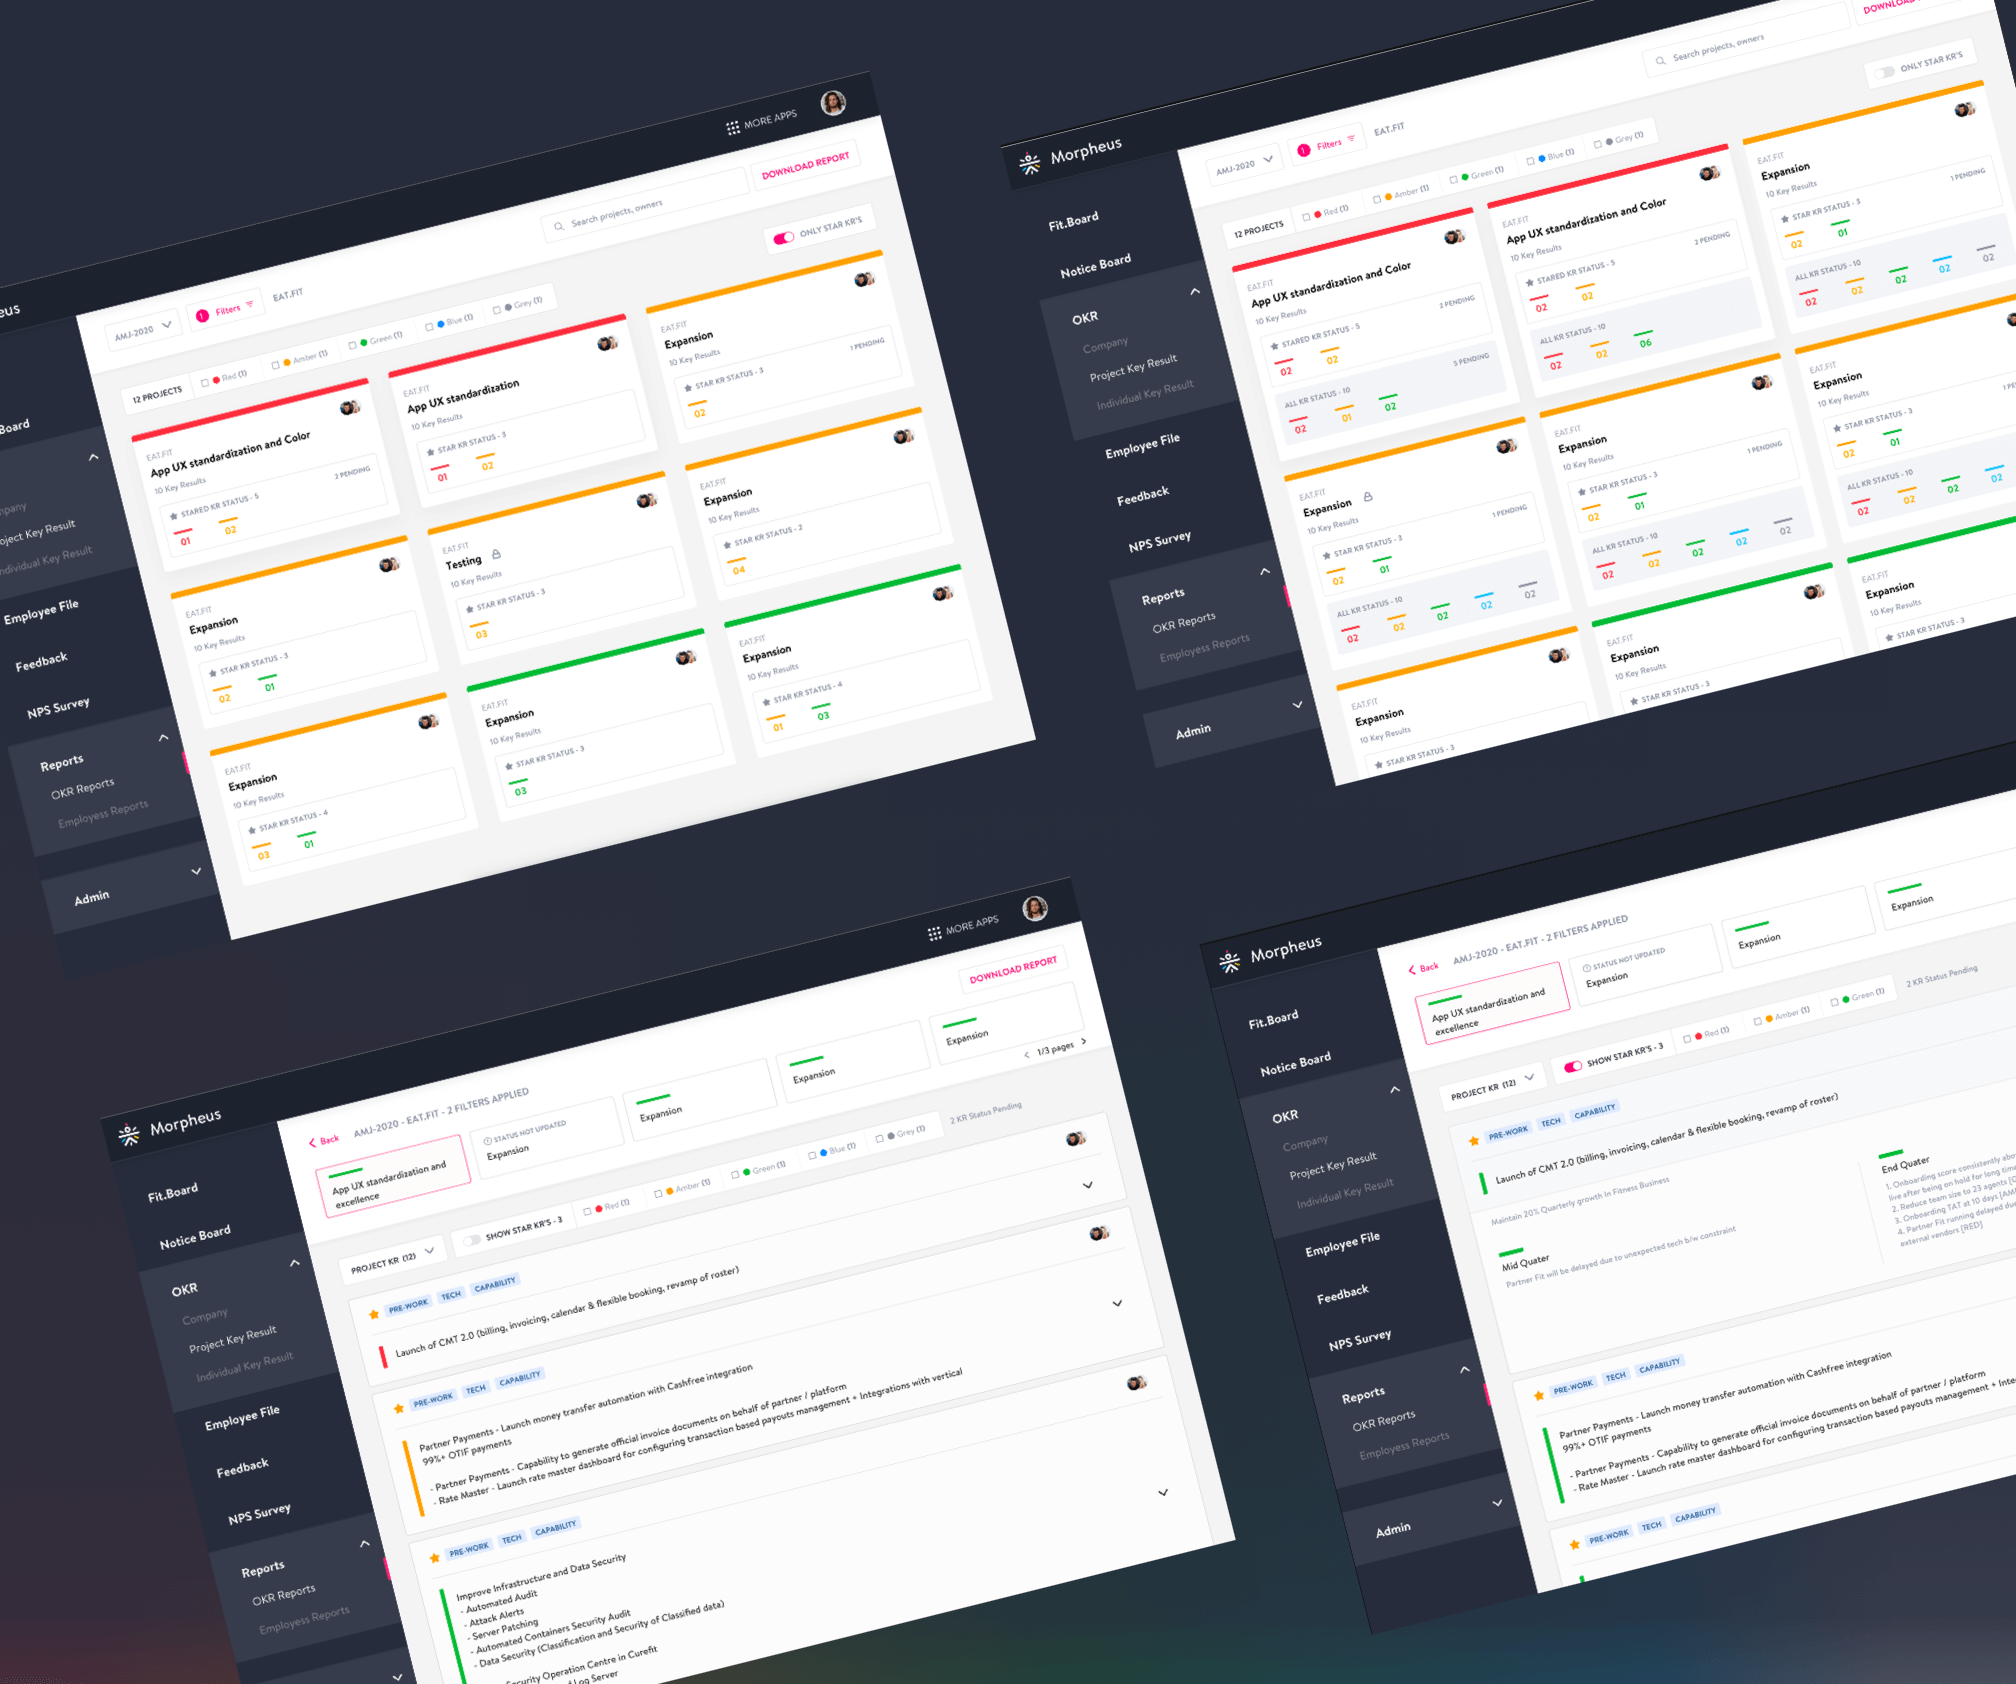 MORE APPS
eus
AMJ-2020
! Filters
EAT.FIT
Search projects, owners
DOWNLOAD REPORT
12 PROJECTS
Red (1)
Amber (1)
Green (1)
Blue (1)
Grey (1)
ONLY STAR KR'S
Board
mpany
oject Key Result
ndividual Key Result
Employee File
Feedback
NPS Survey
Reports
OKR Reports
Employess Reports
Admin
EAT.FIT
App UX standardization and Color
10 Key Results
STARED KR STATUS - 5
2 PENDING
01
02
EAT.FIT
App UX standardization
10 Key Results
STAR KR STATUS - 3
01
02
EAT.FIT
Expansion
10 Key Results
STAR KR STATUS - 3
1 PENDING
02
EAT.FIT
Expansion
10 Key Results
STAR KR STATUS - 3
02
01
EAT.FIT
Testing
10 Key Results
STAR KR STATUS - 3
03
EAT.FIT
Expansion
10 Key Results
STAR KR STATUS - 2
04
EAT.FIT
Expansion
10 Key Results
STAR KR STATUS - 4
03
01
EAT.FIT
Expansion
10 Key Results
STAR KR STATUS - 3
03
EAT.FIT
Expansion
10 Key Results
STAR KR STATUS - 4
01
03
Morpheus
AMJ-2020
! Filters
EAT.FIT
Search projects, owners
DOWNLOA
12 PROJECTS
Red (1)
Amber (1)
Green (1)
Blue (1)
Grey (1)
ONLY STAR KR'S
Fit.Board
Notice Board
OKR
Company
Project Key Result
Individual Key Result
Employee File
Feedback
NPS Survey
Reports
OKR Reports
Employess Reports
Admin
EAT.FIT
App UX standardization and Color
10 Key Results
STARED KR STATUS - 5
2 PENDING
02
02
ALL KR STATUS - 10
5 PENDING
02
01
02
EAT.FIT
App UX standardization and Color
10 Key Results
STARED KR STATUS - 5
2 PENDING
02
02
ALL KR STATUS - 10
02
02
06
EAT.FIT
Expansion
10 Key Results
STAR KR STATUS - 3
1 PENDING
02
01
ALL KR STATUS - 10
02
02
02
02
02
EAT.FIT
Expansion
10 Key Results
STAR KR STATUS - 3
1 PENDING
02
01
ALL KR STATUS - 10
02
02
02
02
02
EAT.FIT
Expansion
10 Key Results
STAR KR STATUS - 3
1 PENDING
02
01
ALL KR STATUS - 10
02
02
02
02
02
EAT.FIT
Expansion
10 Key Results
STAR KR STATUS - 3
1 PE
02
01
ALL KR STATUS - 10
02
02
02
02
EAT.FIT
Expansion
10 Key Results
STAR KR STATUS - 3
EAT.FIT
Expansion
10 Key Results
STAR KR STATUS - 3
EAT.FIT
Expansion
10 Key Results
STAR KR STATUS - 3
Morpheus
MORE APPS
Back
AMJ-2020 - EAT.FIT - 2 FILTERS APPLIED
DOWNLOAD REPORT
App UX standardization and
excellence
STATUS NOT UPDATED
Expansion
Expansion
Expansion
Expansion
1/3 pages
PROJECT KR (12)
SHOW STAR KR'S - 3
Red (1)
Amber (1)
Green (1)
Blue (1)
Grey (1)
2 KR Status Pending
Fit.Board
Notice Board
OKR
Company
Project Key Result
Individual Key Result
Employee File
Feedback
NPS Survey
Reports
OKR Reports
Employess Reports
PRE-WORK
TECH
CAPABILITY
Launch of CMT 2.0 (billing, invoicing, calendar & flexible booking, revamp of roster)
PRE-WORK
TECH
CAPABILITY
Partner Payments - Launch money transfer automation with Cashfree integration
99%+ OTIF payments
- Partner Payments - Capability to generate official invoice documents on behalf of partner / platform
- Rate Master - Launch rate master dashboard for configuring transaction based payouts management + Integrations with vertical
PRE-WORK
TECH
CAPABILITY
Improve Infrastructure and Data Security
- Automated Audit
- Attack Alerts
- Server Patching
- Automated Containers Security Audit
- Data Security (Classification and Security of Classified data)
Security Operation Centre in Curefit
Log Server
Morpheus
Back
AMJ-2020 - EAT.FIT - 2 FILTERS APPLIED
App UX standardization and
excellence
STATUS NOT UPDATED
Expansion
Expansion
Expansion
PROJECT KR (12)
SHOW STAR KR'S - 3
Red (1)
Amber (1)
Green (1)
2 KR Status Pending
Fit.Board
Notice Board
OKR
Company
Project Key Result
Individual Key Result
Employee File
Feedback
NPS Survey
Reports
OKR Reports
Employess Reports
Admin
PRE-WORK
TECH
CAPABILITY
Launch of CMT 2.0 (billing, invoicing, calendar & flexible booking, revamp of roster)
Maintain 20% Quarterly growth in Fitness Business
Mid Quater
Partner Fit will be delayed due to unexpected tech b/w constraint
End Quater
1. Onboarding score consistently abo
live after being on hold for long time
2. Reduce team size to 23 agents [
3. Onboarding TAT at 10 days [AM
4. Partner Fit running delayed due
external vendors [RED]
PRE-WORK
TECH
CAPABILITY
Partner Payments - Launch money transfer automation with Cashfree integration
99%+ OTIF payments
- Partner Payments - Capability to generate official invoice documents on behalf of partner / platform
- Rate Master - Launch rate master dashboard for configuring transaction based payouts management + Inte
PRE-WORK
TECH
CAPABILITY